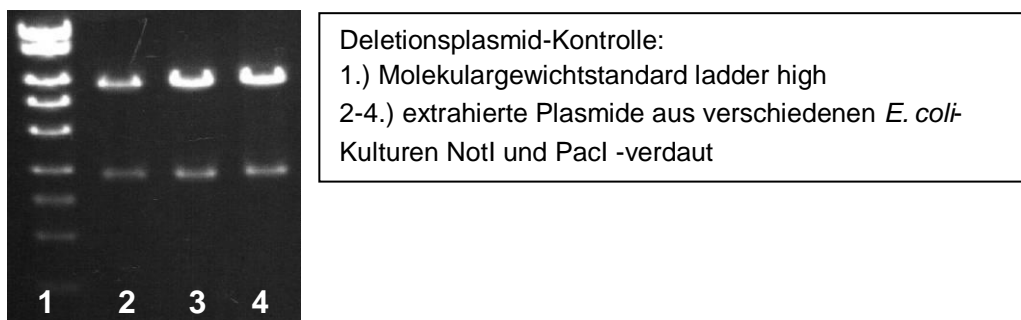 Deletionsplasmid-Kontrolle:
1.) Molekulargewichtstandard ladder high
2-4.) extrahierte Plasmide aus verschiedenen E. coli-
Kulturen NotI und PacI -verdaut
1 2 3 4